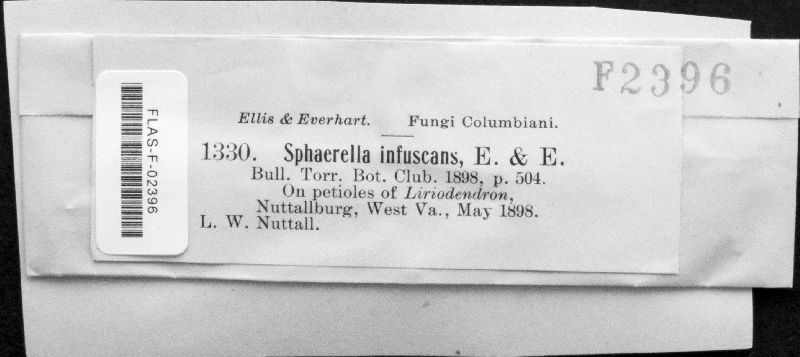 F2396
FLAS-F-02396
Ellis & Everhart. Fungi Columbiani.
1330. Sphaerella infuscans, E. & E.
Bull. Torr. Bot. Club. 1898, p. 504.
On petioles of Liriodendron,
Nuttallburg, West Va., May 1898.
L. W. Nuttall.